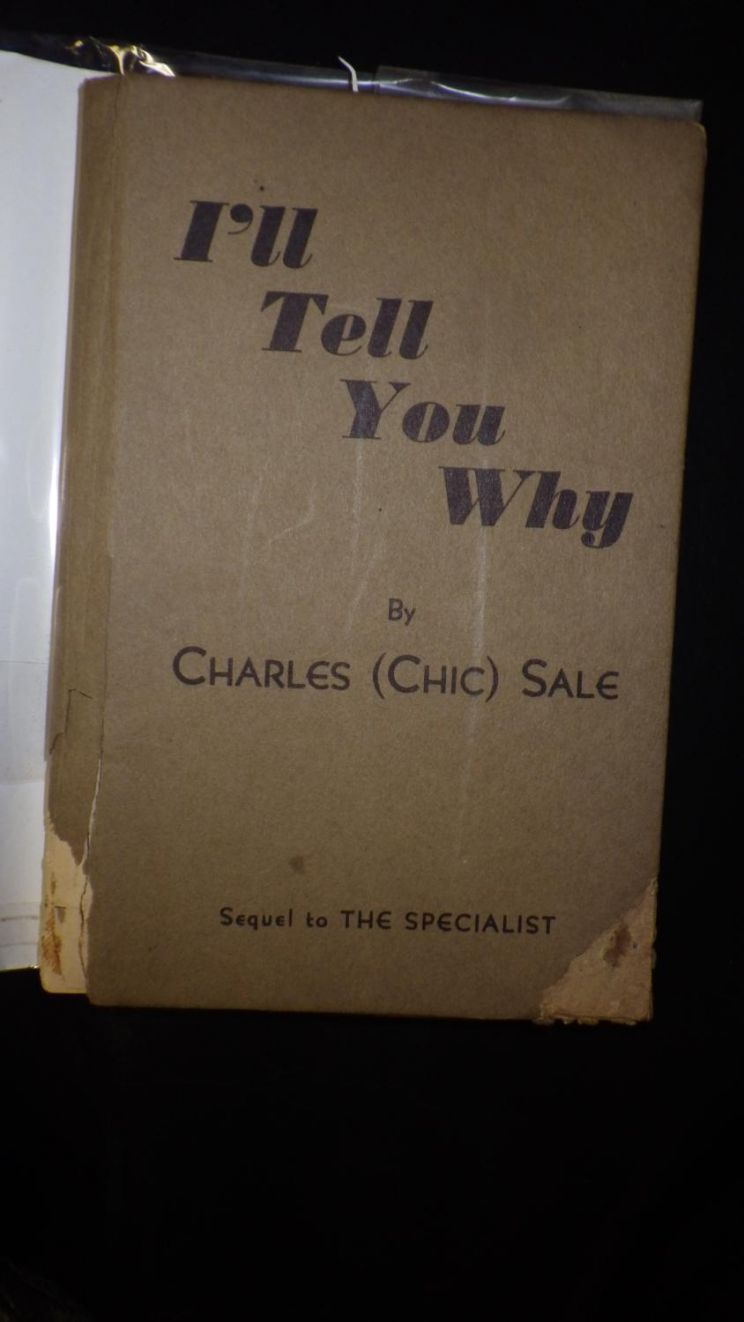 I'll
Tell
You
Why
By
CHARLES (CHIC) SALE
Sequel to THE SPECIALIST